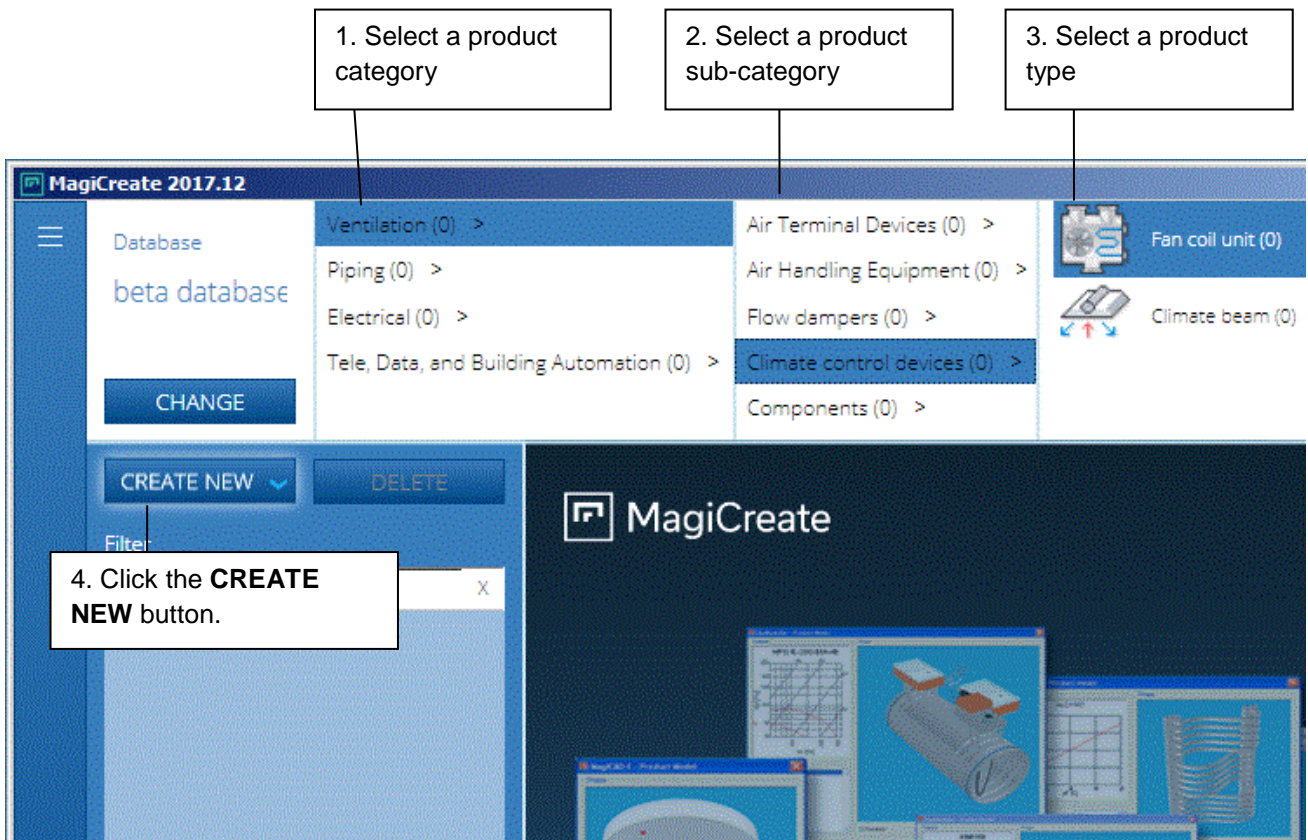 1. Select a product
category
2. Select a product
sub-category
3. Select a product
type
MagiCreate 2017.12
Database
beta database
CHANGE
Ventilation (0) >
Piping (0) >
Electrical (0) >
Tele, Data, and Building Automation (0) >
Air Terminal Devices (0) >
Air Handling Equipment (0) >
Flow dampers (0) >
Climate control devices (0) >
Components (0) >
Fan coil unit (0)
Climate beam (0)
CREATE NEW
DELETE
Filter
X
4. Click the CREATE
NEW button.
MagiCreate